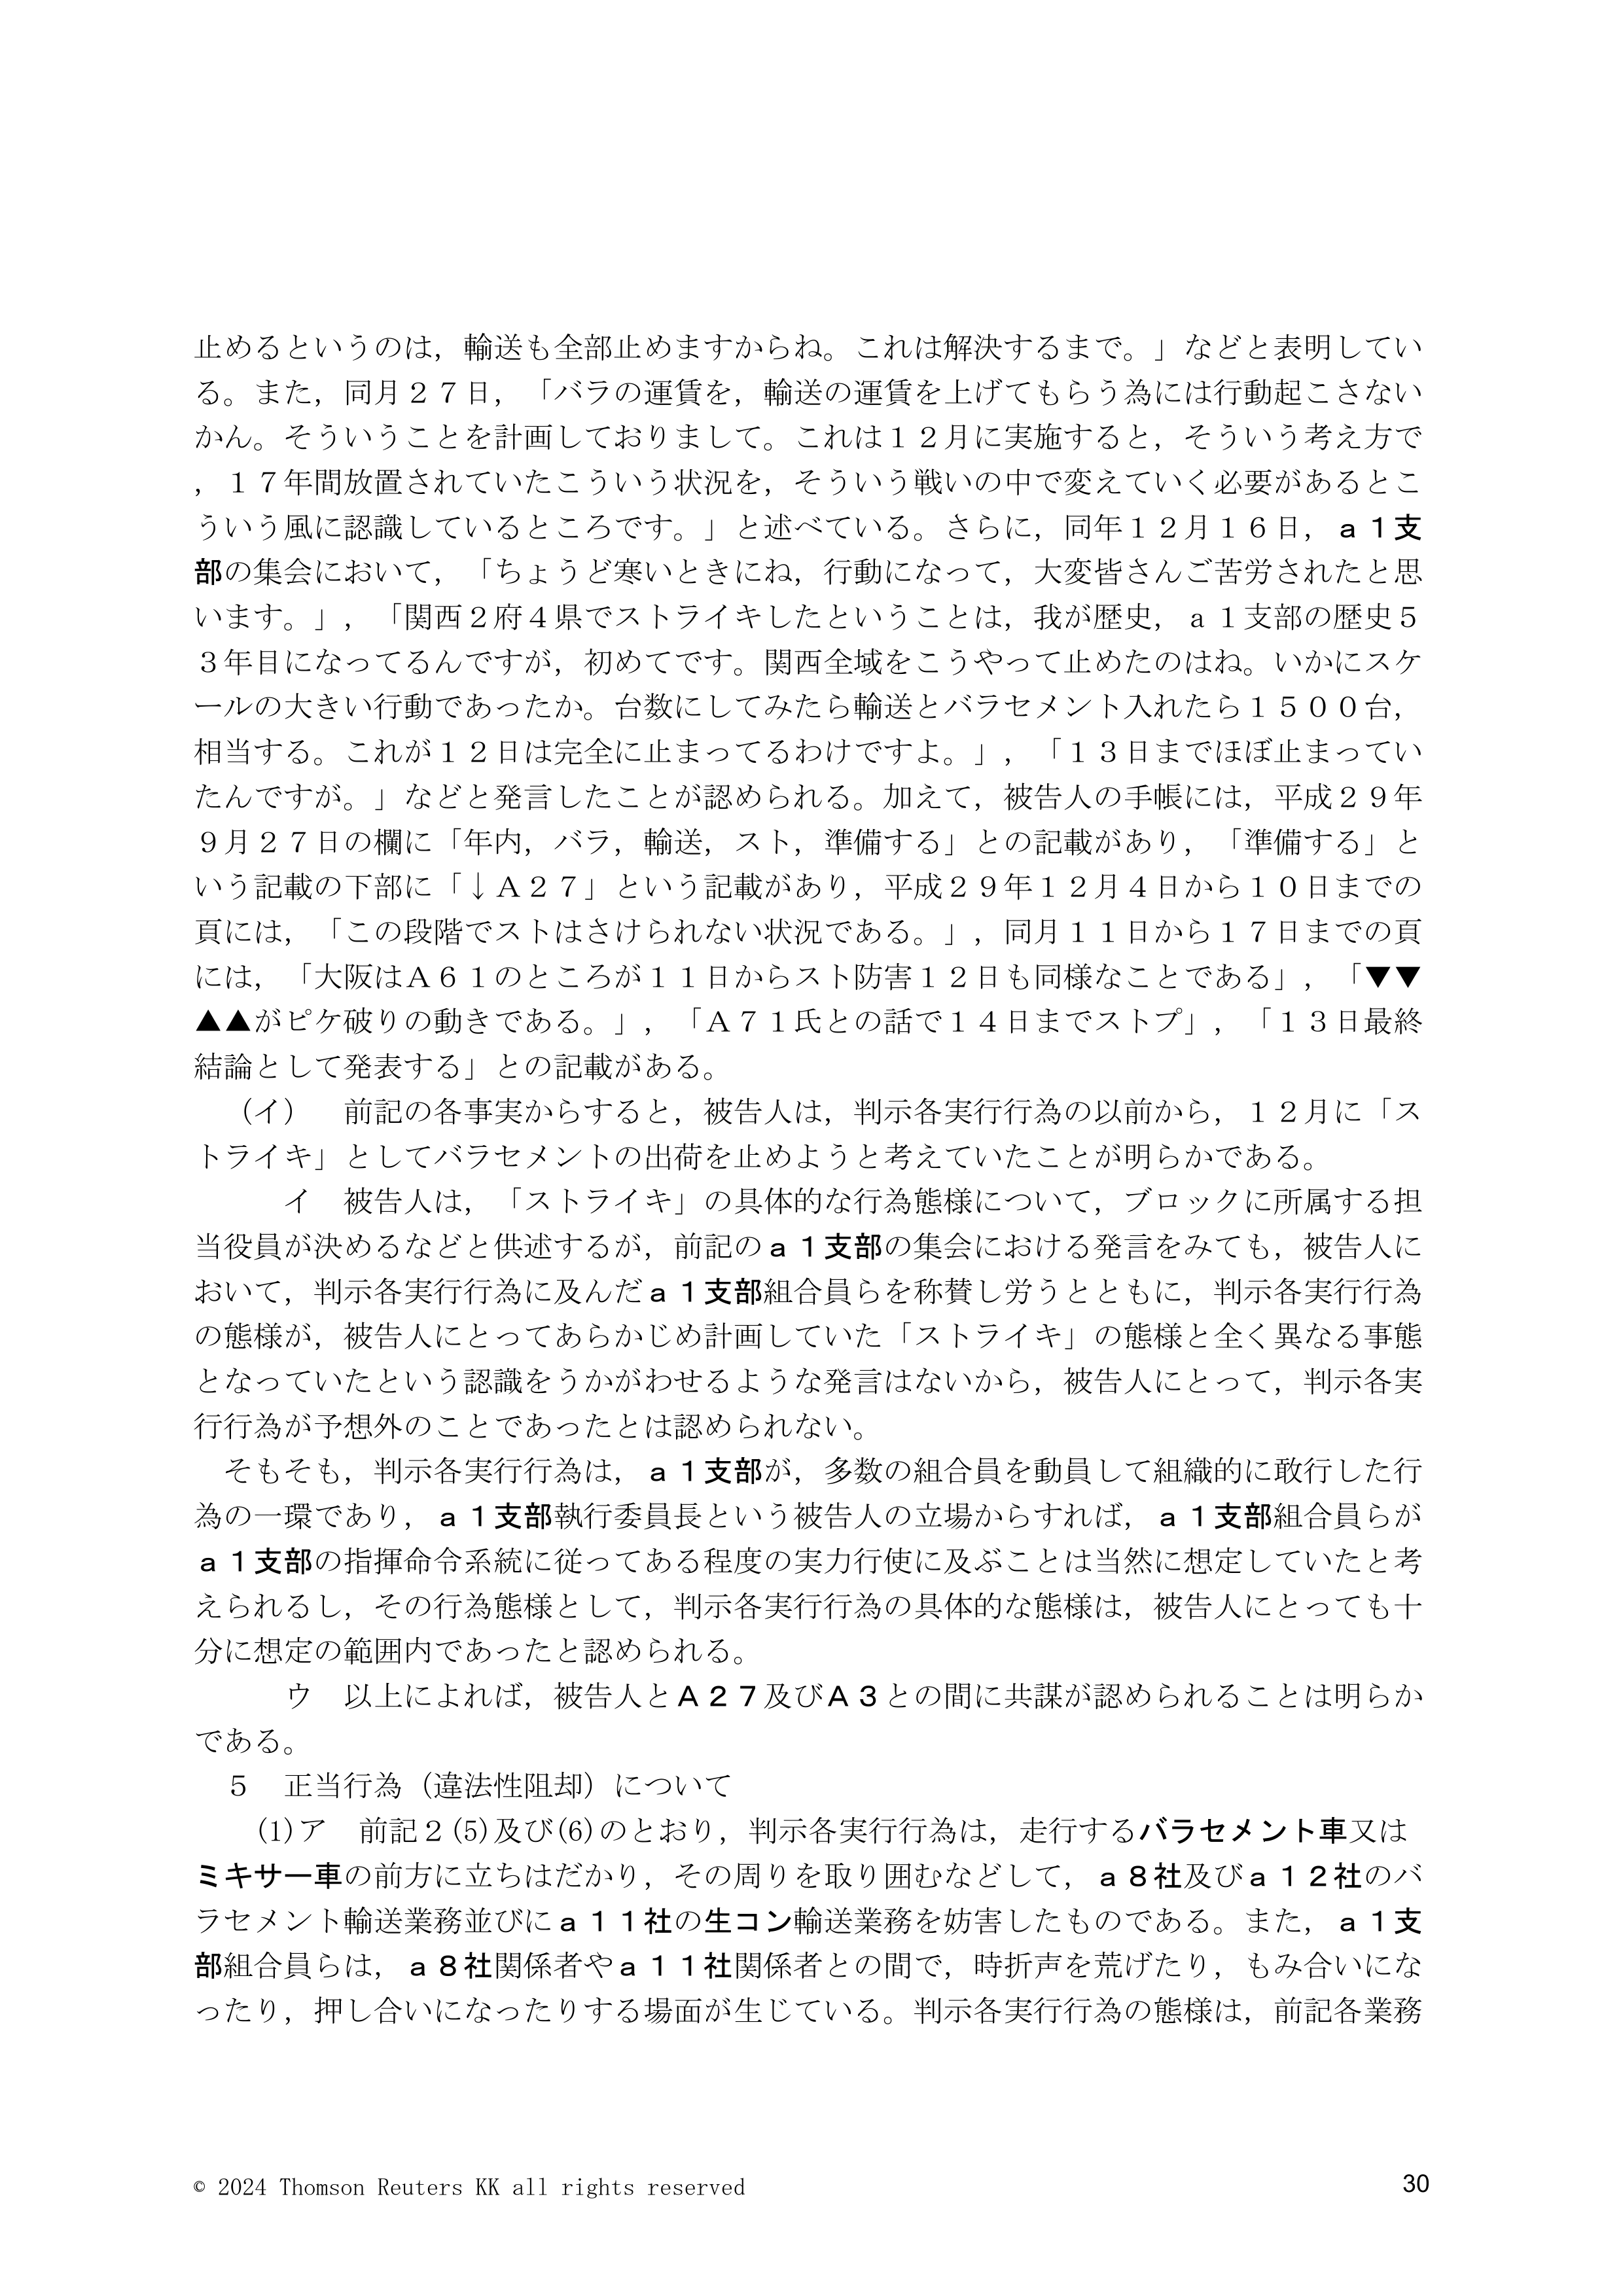 止めるというのは，輸送も全部止めますからね。これは解決するまで。」などと表明してい
る。また，同月２７日，「バラの運賃を，輸送の運賃を上げてもらう為には行動起こさない
かん。そういうことを計画しておりまして。これは１２月に実施すると，そういう考え方で
，１７年間放置されていたこういう状況を，そういう戦いの中で変えていく必要があるとこ
ういう風に認識しているところです。」と述べている。さらに，同年１２月１６日，ａ１支
部の集会において，「ちょうど寒いときにね，行動になって，大変皆さんご苦労されたと思
います。」，「関西２府４県でストライキしたということは，我が歴史，ａ１支部の歴史５
３年目になってるんですが，初めてです。関西全域をこうやって止めたのはね。いかにスケ
ールの大きい行動であったか。台数にしてみたら輸送とバラセメント入れたら１５００台，
相当する。これが１２日は完全に止まってるわけですよ。」，「１３日までほぼ止まってい
たんですが。」などと発言したことが認められる。加えて，被告人の手帳には，平成２９年
９月２７日の欄に「年内，バラ，輸送，スト，準備する」との記載があり，「準備する」と
いう記載の下部に「↓Ａ２７」という記載があり，平成２９年１２月４日から１０日までの
頁には，「この段階でストはさけられない状況である。」，同月１１日から１７日までの頁
には，「大阪はＡ６１のところが１１日からスト防害１２日も同様なことである」，「▼▼
▲▲がピケ破りの動きである。」，「Ａ７１氏との話で１４日までストプ」，「１３日最終
結論として発表する」との記載がある。
（イ）　前記の各事実からすると，被告人は，判示各実行行為の以前から，１２月に「ス
トライキ」としてバラセメントの出荷を止めようと考えていたことが明らかである。
イ　被告人は，「ストライキ」の具体的な行為態様について，ブロックに所属する担
当役員が決めるなどと供述するが，前記のａ１支部の集会における発言をみても，被告人に
おいて，判示各実行行為に及んだａ１支部組合員らを称賛し労うとともに，判示各実行行為
の態様が，被告人にとってあらかじめ計画していた「ストライキ」の態様と全く異なる事態
となっていたという認識をうかがわせるような発言はないから，被告人にとって，判示各実
行行為が予想外のことであったとは認められない。
そもそも，判示各実行行為は，ａ１支部が，多数の組合員を動員して組織的に敢行した行
為の一環であり，ａ１支部執行委員長という被告人の立場からすれば，ａ１支部組合員らが
ａ１支部の指揮命令系統に従ってある程度の実力行使に及ぶことは当然に想定していたと考
えられるし，その行為態様として，判示各実行行為の具体的な態様は，被告人にとっても十
分に想定の範囲内であったと認められる。
ウ　以上によれば，被告人とＡ２７及びＡ３との間に共謀が認められることは明らか
である。
５　正当行為（違法性阻却）について
(1)ア　前記２(5)及び(6)のとおり，判示各実行行為は，走行するバラセメント車又は
ミキサー車の前方に立ちはだかり，その周りを取り囲むなどして，ａ８社及びａ１２社のバ
ラセメント輸送業務並びにａ１１社の生コン輸送業務を妨害したものである。また，ａ１支
部組合員らは，ａ８社関係者やａ１１社関係者との間で，時折声を荒げたり，もみ合いにな
ったり，押し合いになったりする場面が生じている。判示各実行行為の態様は，前記各業務
© 2024 Thomson Reuters KK all rights reserved
30